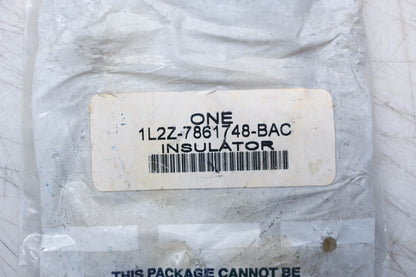 ONE
1L2Z-7861748-BAC
INSULATOR
THIS PACKAGE CANNOT BE